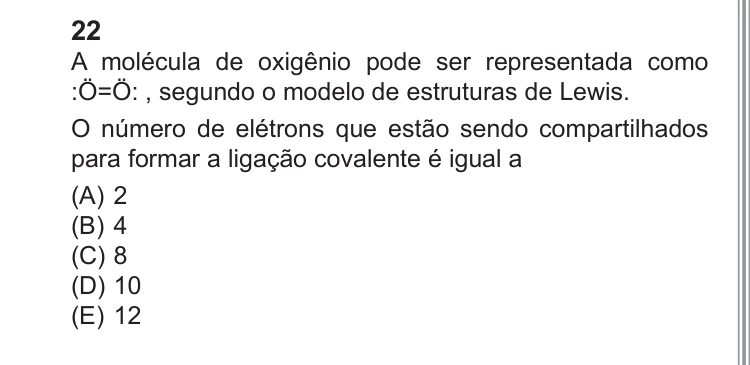 22
A molécula de oxigênio pode ser representada como
:Ö=Ö: , segundo o modelo de estruturas de Lewis.
O número de elétrons que estão sendo compartilhados
para formar a ligação covalente é igual a
(A) 2
(B) 4
(C) 8
(D) 10
(E) 12